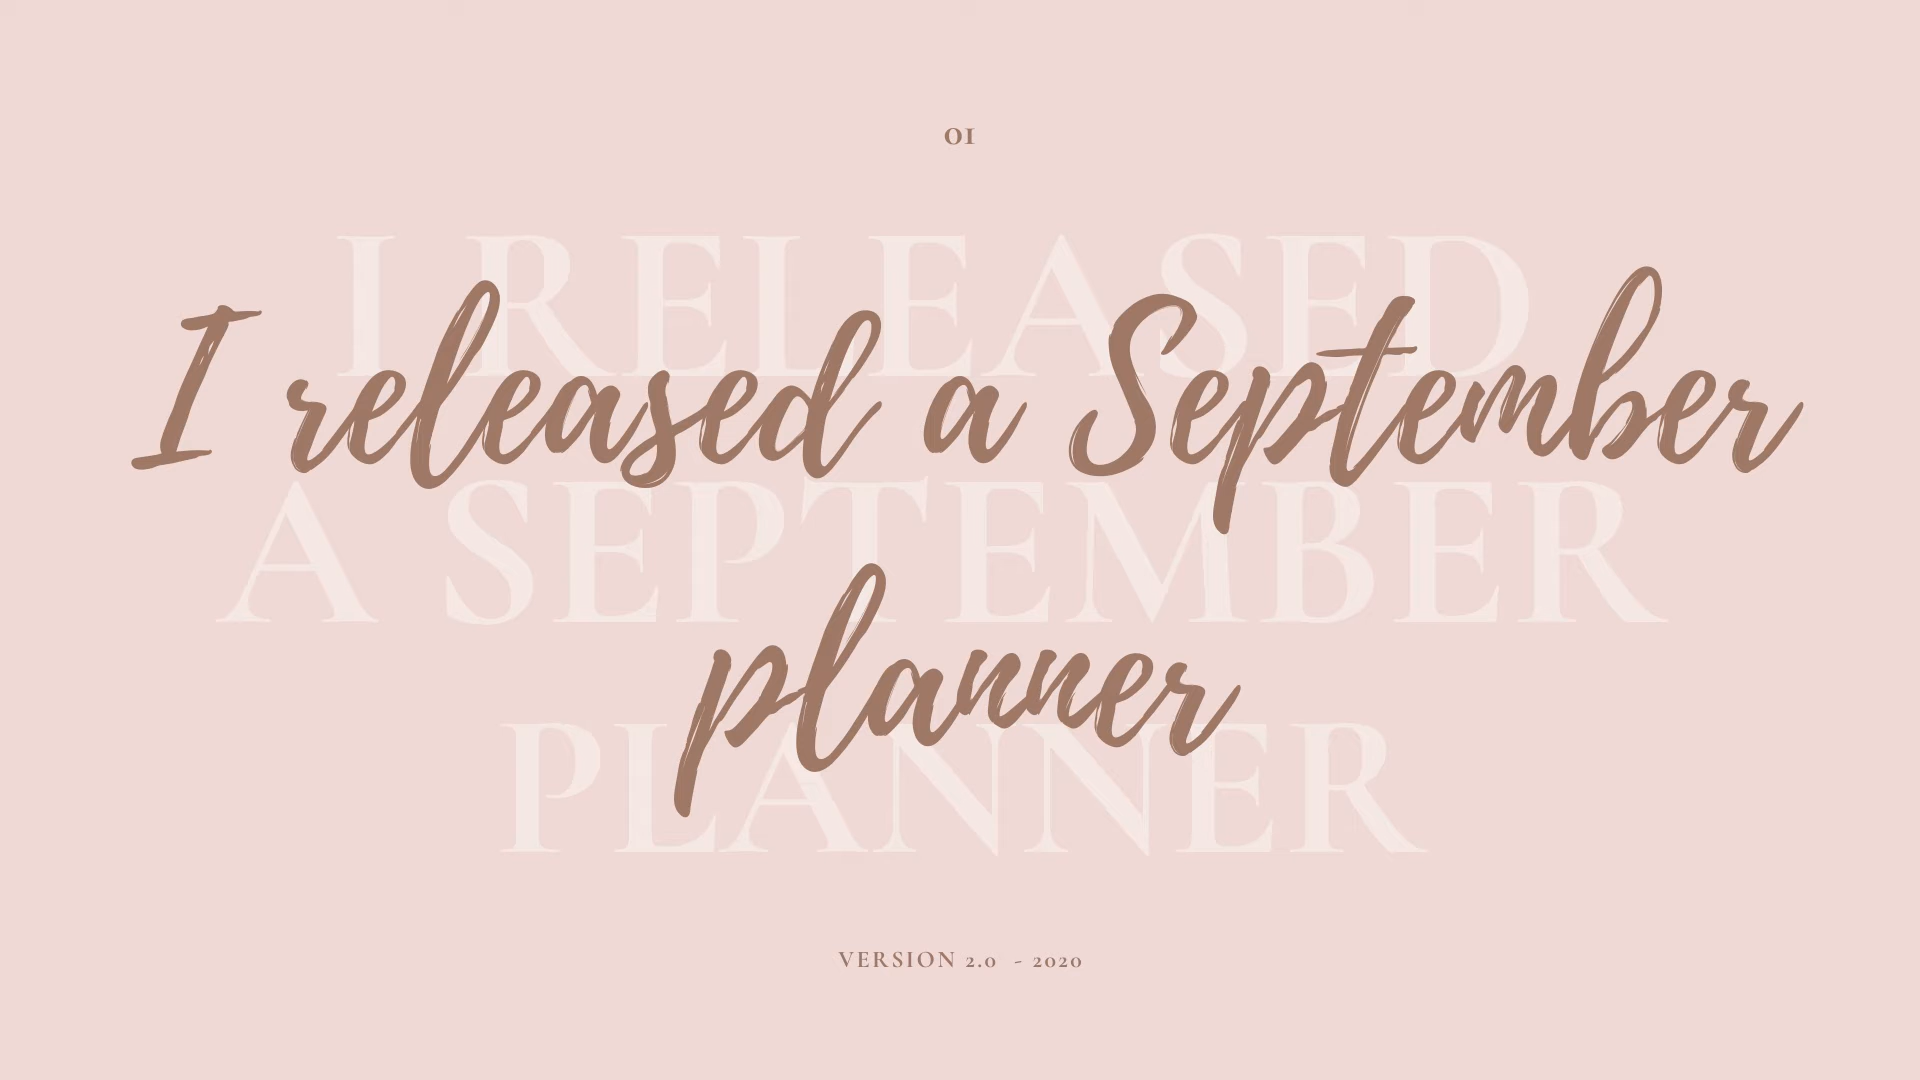 01
I RELEASED
I released a September
A SEPTEMBER
planner
PLANNER
VERSION 2.0 - 2020